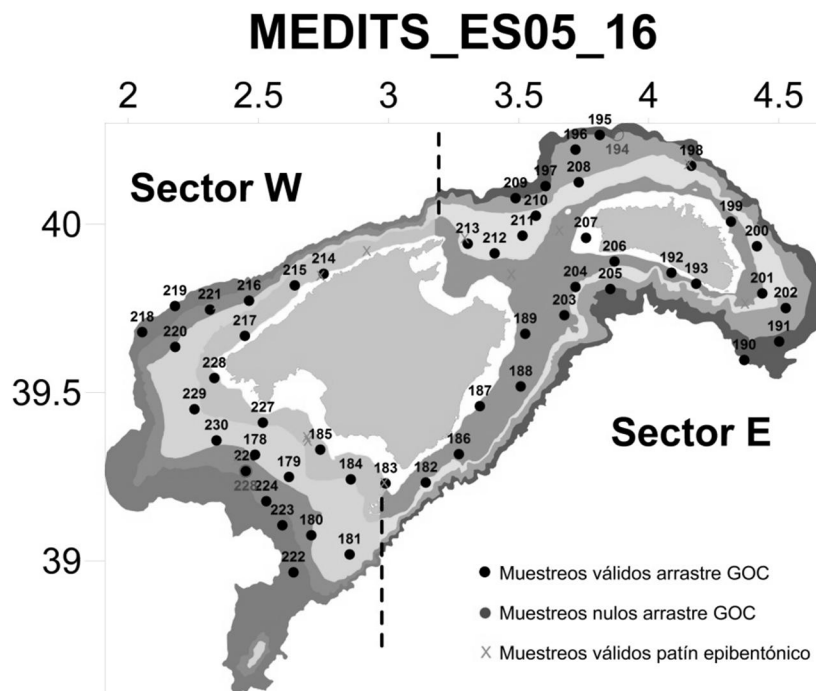 MEDITS_ES05_16
2 2.5 3 3.5 4 4.5
195
196 194
Sector W
198
197 208
209
210 199
40
213 211 207 200
212 206
214 192
215 204 193 201
216 205 202
219 221
218 203
220 217 189 191
190
228
39.5
188
229 187
227
Sector E
230 178 185
186
179 184 183 182
228
224
223 180
181
39
222
Muestreos válidos arrastre GOC
Muestreos nulos arrastre GOC
Muestreos válidos patín epibentónico